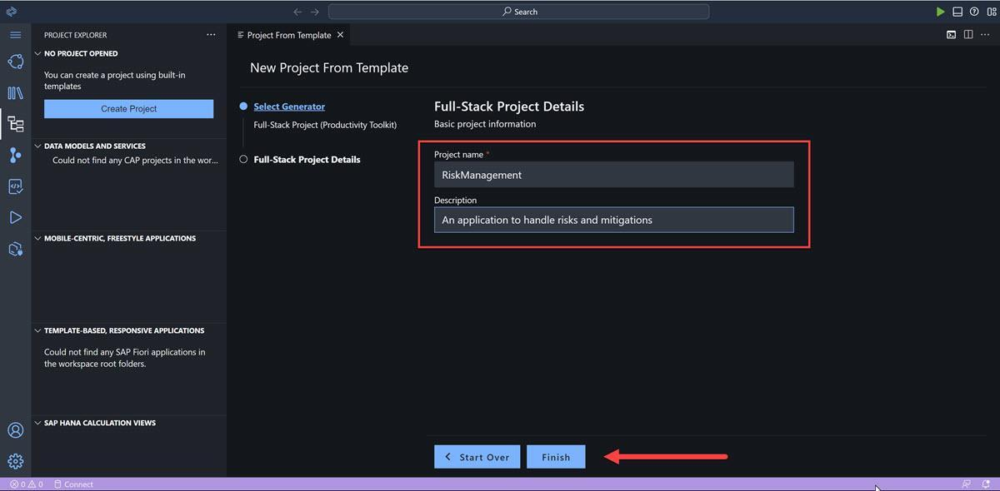 Search
PROJECT EXPLORER
NO PROJECT OPENED
You can create a project using built-in
templates
Create Project
DATA MODELS AND SERVICES
Could not find any CAP projects in the wor...
MOBILE-CENTRIC, FREESTYLE APPLICATIONS
TEMPLATE-BASED, RESPONSIVE APPLICATIONS
Could not find any SAP Fiori applications in
the workspace root folders.
SAP HANA CALCULATION VIEWS
Project From Template
New Project From Template
Select Generator
Full-Stack Project (Productivity Toolkit)
Full-Stack Project Details
Full-Stack Project Details
Basic project information
Project name *
RiskManagement
Description
An application to handle risks and mitigations
Start Over
Finish
0 0 Connect